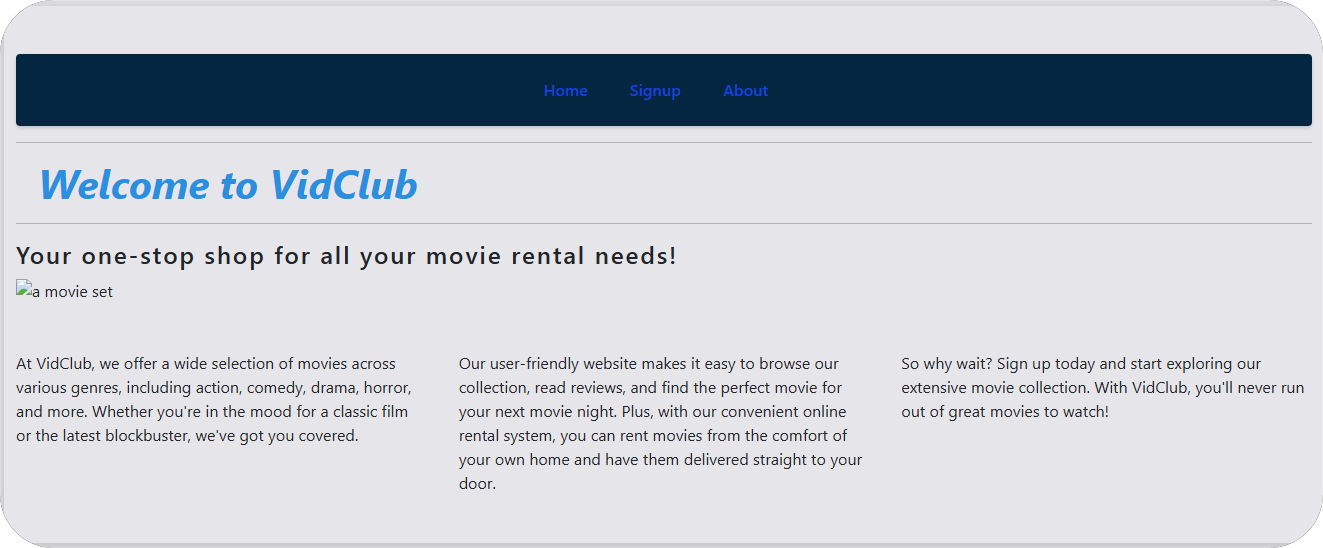 Home Signup About
Welcome to VidClub
Your one-stop shop for all your movie rental needs!
a movie set
At VidClub, we offer a wide selection of movies across
various genres, including action, comedy, drama, horror,
and more. Whether you're in the mood for a classic film
or the latest blockbuster, we've got you covered.
Our user-friendly website makes it easy to browse our
collection, read reviews, and find the perfect movie for
your next movie night. Plus, with our convenient online
rental system, you can rent movies from the comfort of
your own home and have them delivered straight to your
door.
So why wait? Sign up today and start exploring our
extensive movie collection. With VidClub, you'll never run
out of great movies to watch!